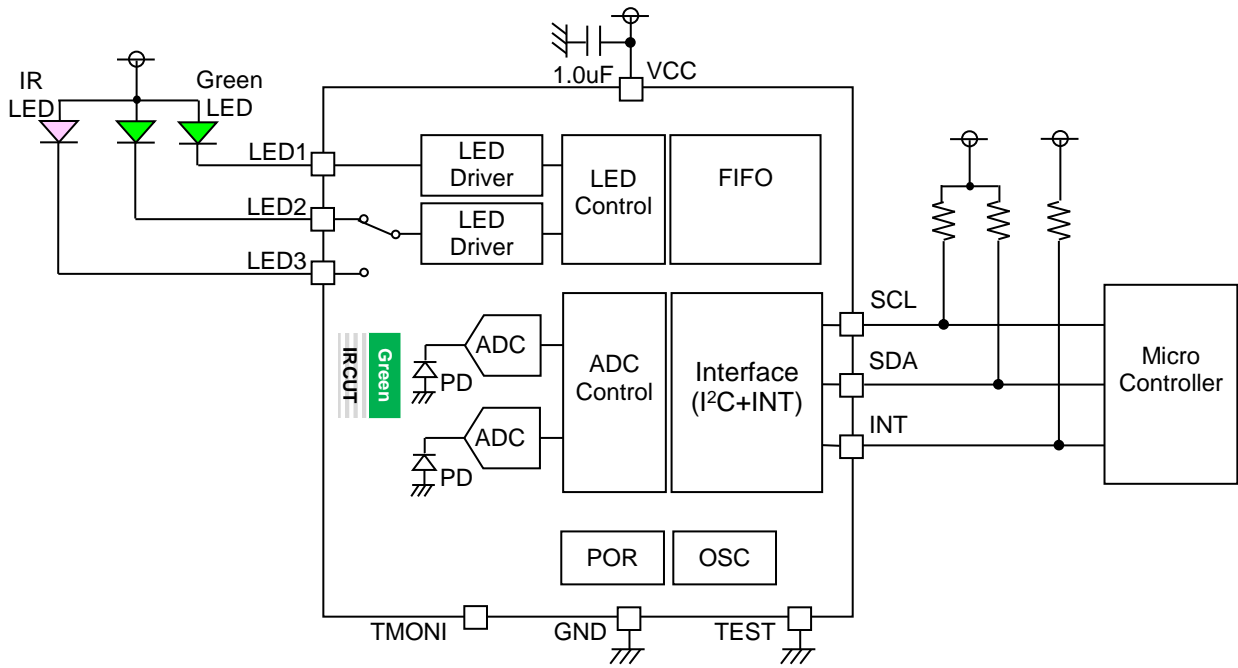 1.0uF
VCC
IR
LED
Green
LED
LED1
LED2
LED3
LED
Driver
LED
Driver
LED
Control
FIFO
Green
IRCUT
ADC
PD
ADC
PD
ADC
Control
Interface
(I²C+INT)
SCL
SDA
INT
Micro
Controller
POR
OSC
TMONI
GND
TEST